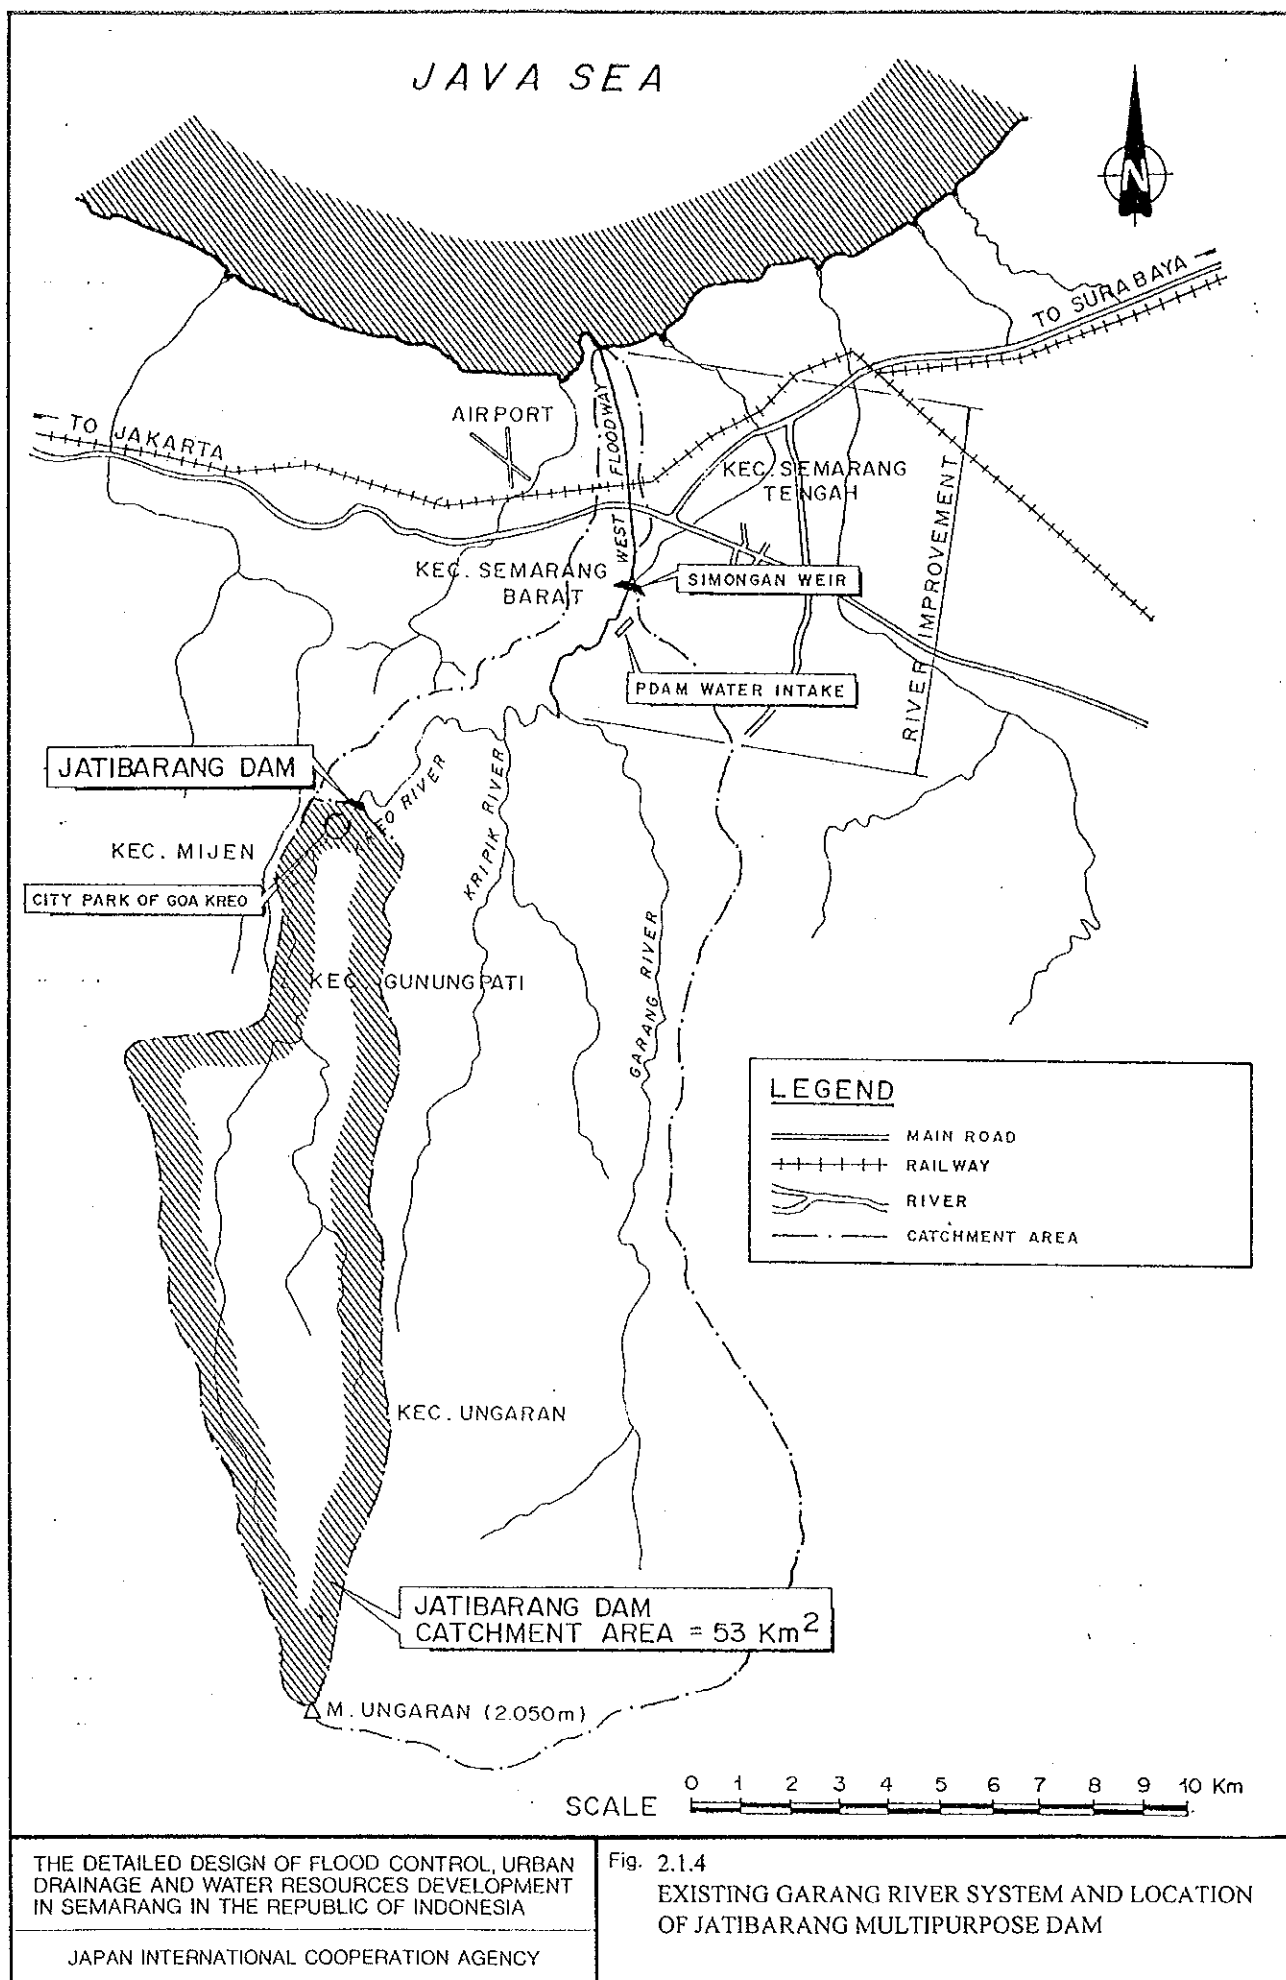 JAVA SEA
N
TO SURABAYA
AIRPORT
TO JAKARTA
WEST FLOODWAY
KEC. SEMARANG
TENGAH
KEC. SEMARANG
BARAT
SIMONGAN WEIR
RIVER IMPROVEMENT
PDAM WATER INTAKE
JATIBARANG DAM
KREO RIVER
KRIPIK RIVER
KEC. MIJEN
CITY PARK OF GOA KREO
GARANG RIVER
KEC. GUNUNGPATI
LEGEND
MAIN ROAD
RAILWAY
RIVER
CATCHMENT AREA
KEC. UNGARAN
JATIBARANG DAM
CATCHMENT AREA = 53 Km²
M. UNGARAN (2.050m)
SCALE 0 1 2 3 4 5 6 7 8 9 10 Km
THE DETAILED DESIGN OF FLOOD CONTROL, URBAN
DRAINAGE AND WATER RESOURCES DEVELOPMENT
IN SEMARANG IN THE REPUBLIC OF INDONESIA
JAPAN INTERNATIONAL COOPERATION AGENCY
Fig. 2.1.4
EXISTING GARANG RIVER SYSTEM AND LOCATION
OF JATIBARANG MULTIPURPOSE DAM